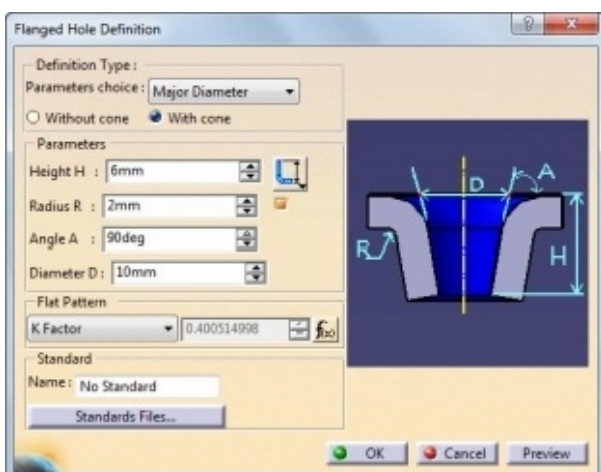 Flanged Hole Definition
Definition Type :
Parameters choice : Major Diameter
Without cone With cone
Parameters
Height H : 6mm
Radius R : 2mm
Angle A : 90deg
Diameter D : 10mm
Flat Pattern
K Factor 0.400514998 f(x)
Standard
Name : No Standard
Standards Files...
D A
R H
OK Cancel Preview